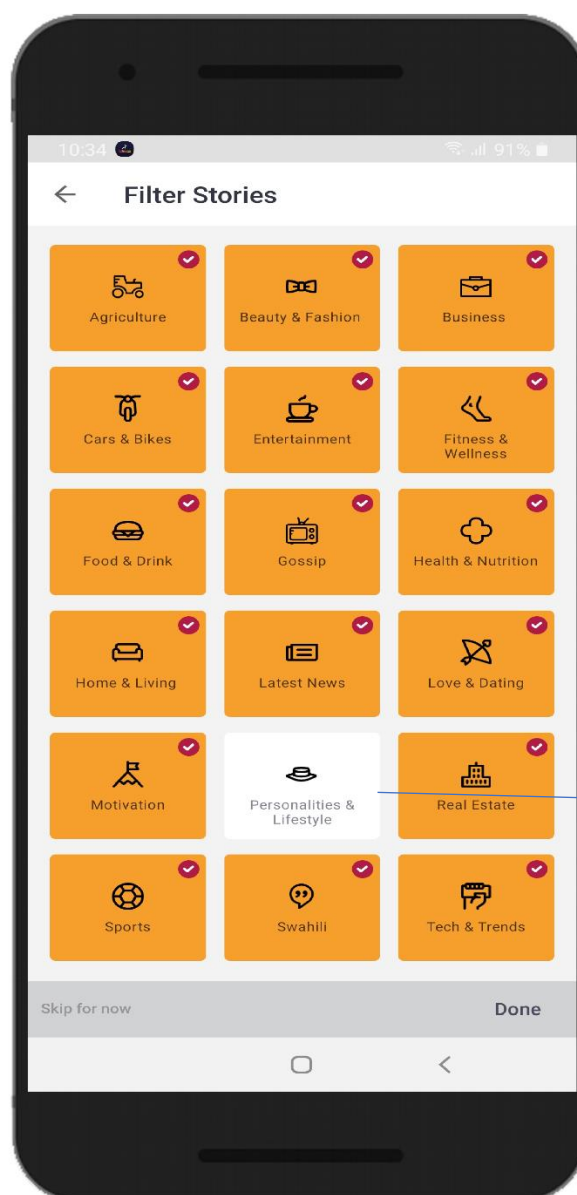 10:34 91%
Filter Stories
Agriculture
Beauty & Fashion
Business
Cars & Bikes
Entertainment
Fitness &
Wellness
Food & Drink
Gossip
Health & Nutrition
Home & Living
Latest News
Love & Dating
Motivation
Personalities &
Lifestyle
Real Estate
Sports
Swahili
Tech & Trends
Skip for now
Done